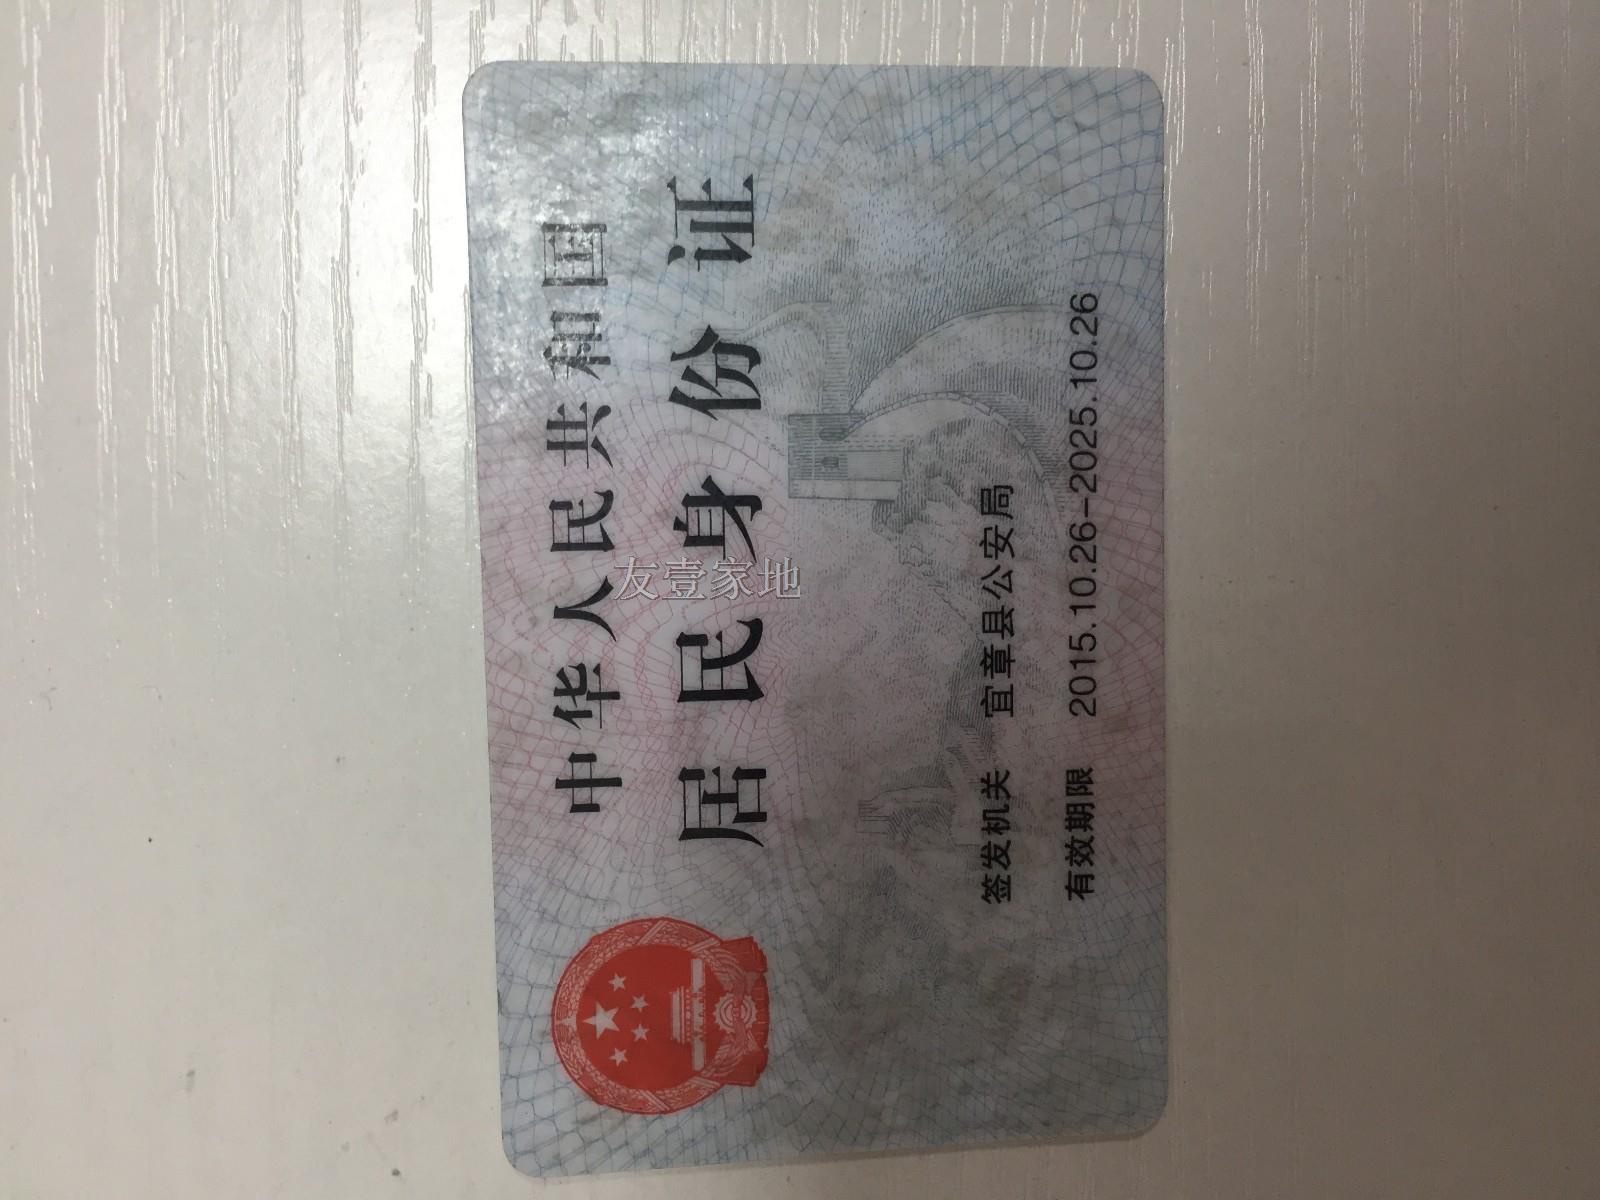 中华人民共和国
居民身份证
签发机关 宜章县公安局
有效期限 2015.10.26-2025.10.26
友壹家地